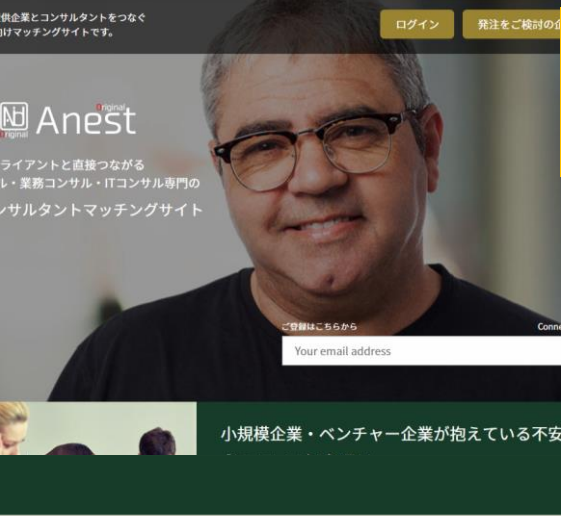 供企業とコンサルタントをつなぐ
ログイン
発注をご検討の企
向けマッチングサイトです。
Original
Anest
Original
ライアントと直接つながる
ル・業務コンサル・ITコンサル専門の
ンサルタントマッチングサイト
ご登録はこちらから
Conne
Your email address
小規模企業・ベンチャー企業が抱えている不安